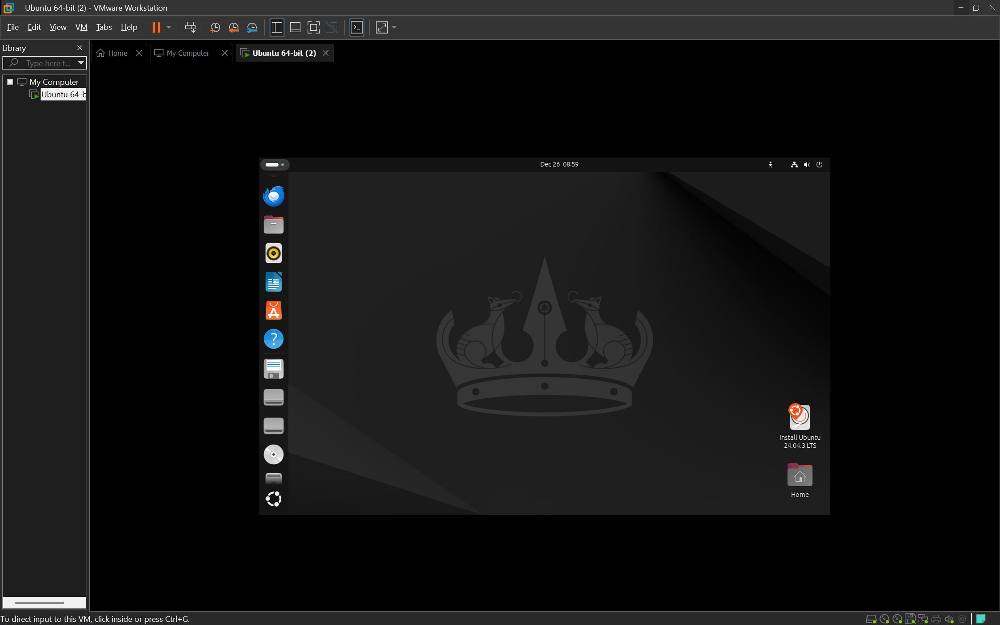 Ubuntu 64-bit (2) - VMware Workstation
File Edit View VM Tabs Help
Library
Home
My Computer
Ubuntu 64-bit (2)
Type here t...
My Computer
Ubuntu 64-b
Dec 26 08:59
Install Ubuntu
24.04.3 LTS
Home
To direct input to this VM, click inside or press Ctrl+G.